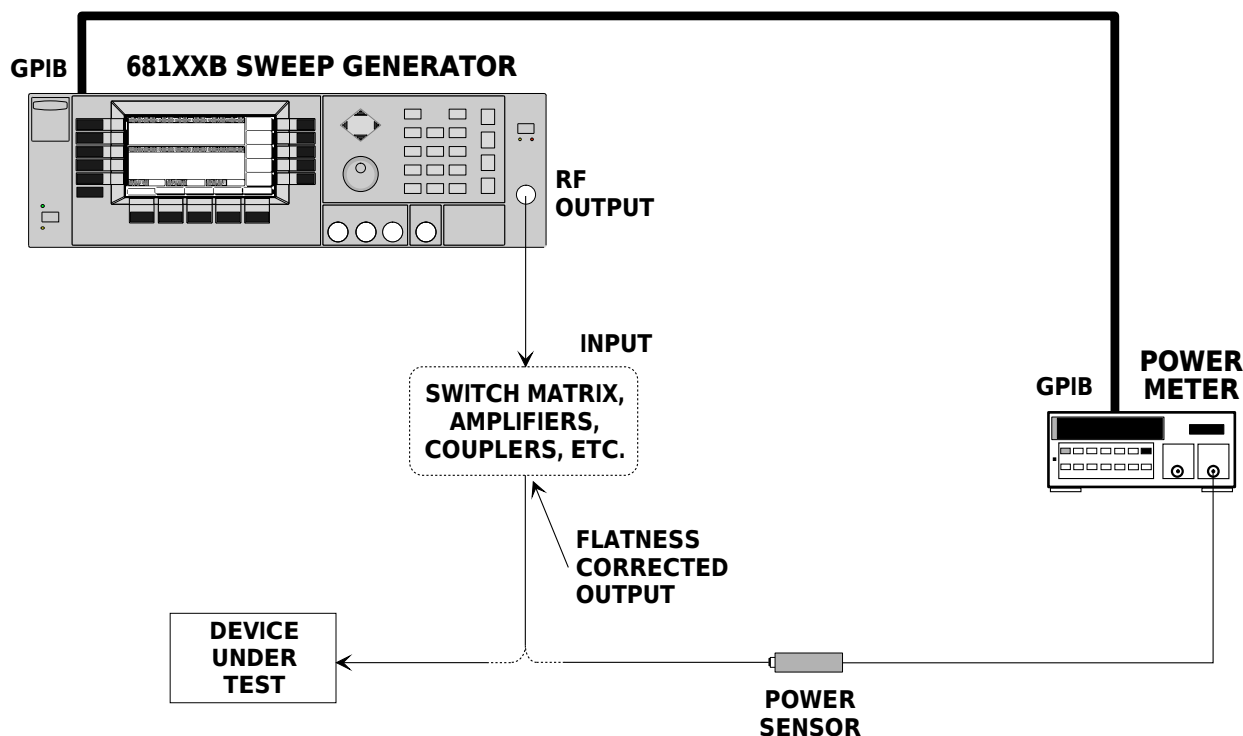 GPIB
681XXB SWEEP GENERATOR
RF
OUTPUT
INPUT
SWITCH MATRIX,
AMPLIFIERS,
COUPLERS, ETC.
POWER
METER
GPIB
FLATNESS
CORRECTED
OUTPUT
DEVICE
UNDER
TEST
POWER
SENSOR